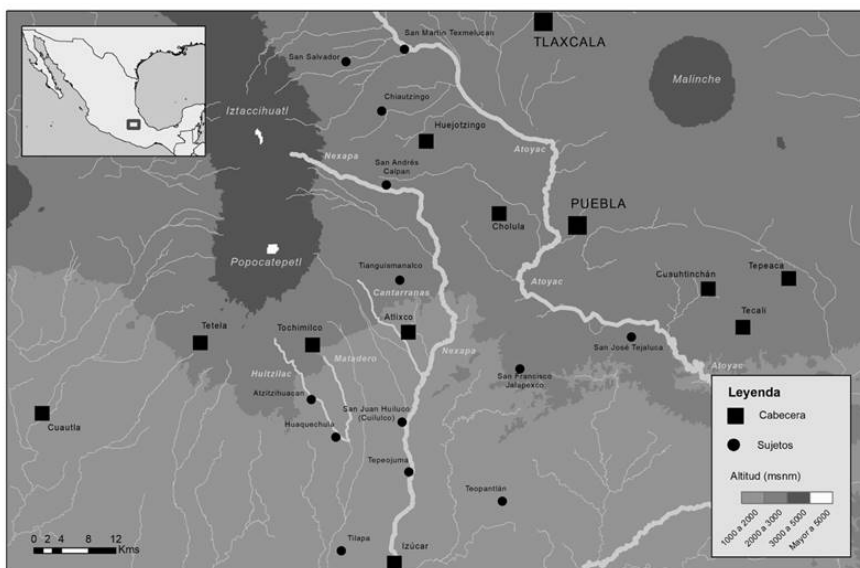 TLAXCALA
San Martín Texmelucan
San Salvador
Malinche
Chiautzingo
Iztaccihuatl
Huejotzingo
Nexapa
Atoyac
San Andrés
Calpan
Cholula
PUEBLA
Popocatepetl
Tianguismanalco
Cantarranas
Atoyac
Cuauhtinchán
Tepeaca
Tecali
Tetela
Tochimilco
Atlixco
Matadero
Nexapa
San José Tejaluca
Atoyac
Huitzilac
San Francisco
Jalapexco
Atzitzihuacan
Cuautla
San Juan Huiluco
(Cuilulco)
Huaquechula
Tepeojuma
Teopantlán
Tilapa
Izúcar
0 2 4 6 8 12
Kms
Leyenda
Cabecera
Sujetos
Altitud (msnm)
1000 a 2000
2000 a 3000
3000 a 5000
Mayor a 5000